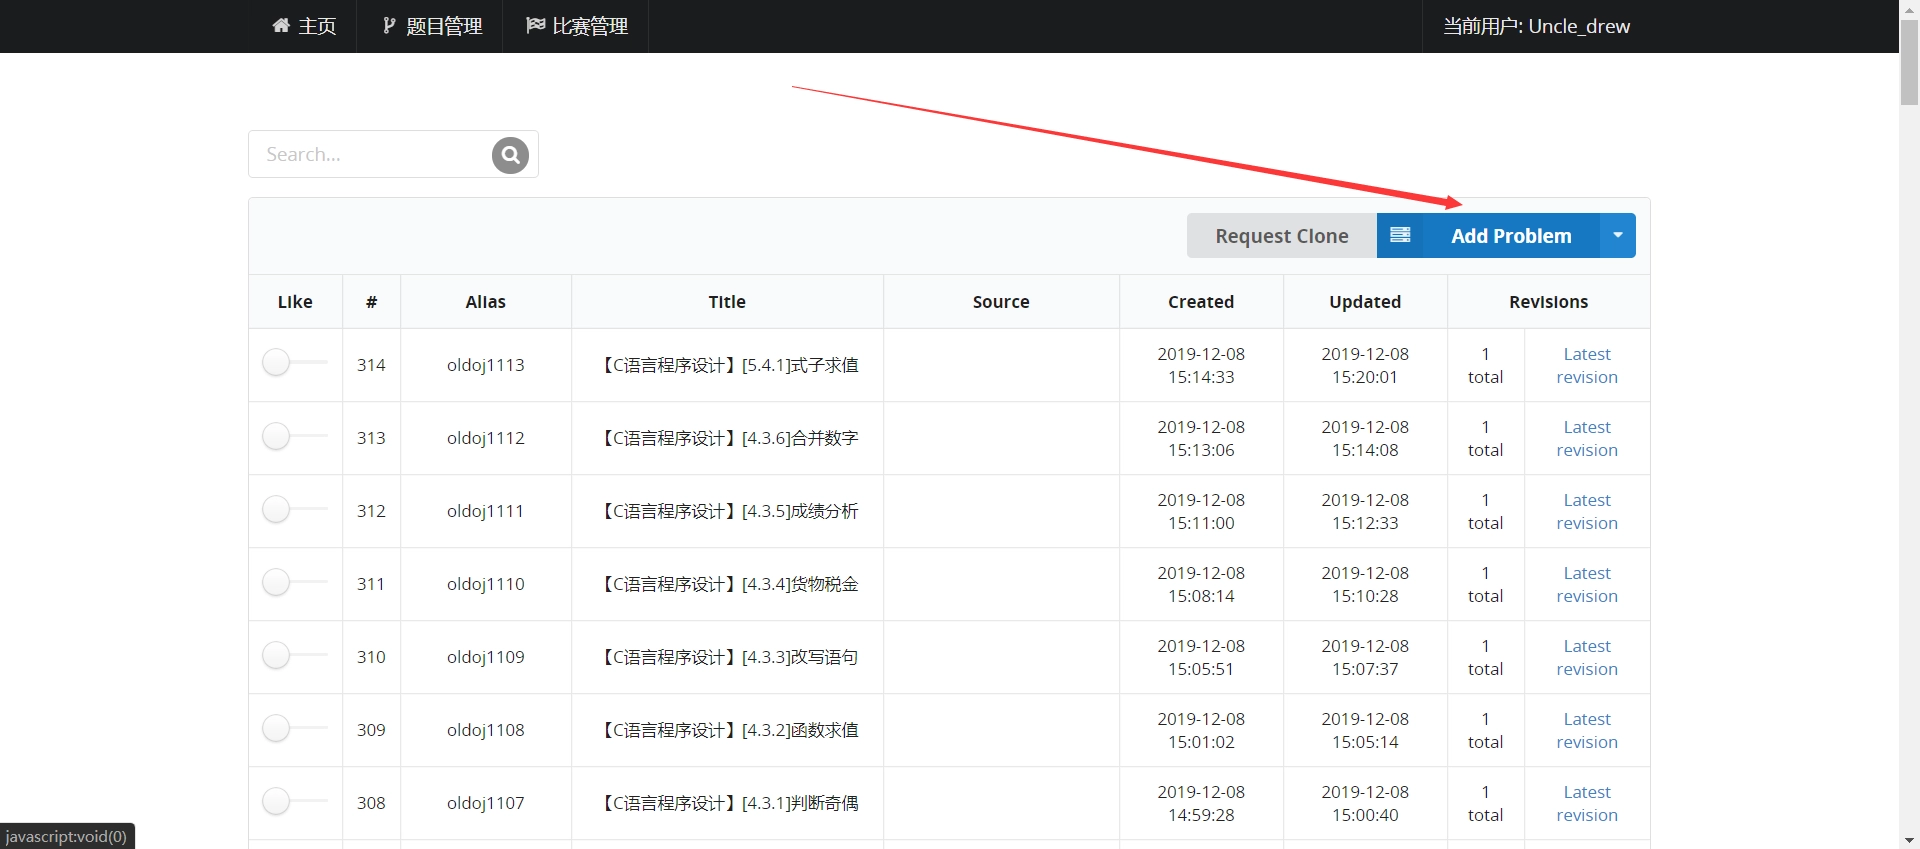 主页 题目管理 比赛管理 当前用户: Uncle_drew
Search...
Request Clone Add Problem
Like # Alias Title Source Created Updated Revisions
314 oldoj1113 【C语言程序设计】[5.4.1]式子求值 2019-12-08 15:14:33 2019-12-08 15:20:01 1 total Latest revision
313 oldoj1112 【C语言程序设计】[4.3.6]合并数字 2019-12-08 15:13:06 2019-12-08 15:14:08 1 total Latest revision
312 oldoj1111 【C语言程序设计】[4.3.5]成绩分析 2019-12-08 15:11:00 2019-12-08 15:12:33 1 total Latest revision
311 oldoj1110 【C语言程序设计】[4.3.4]货物税金 2019-12-08 15:08:14 2019-12-08 15:10:28 1 total Latest revision
310 oldoj1109 【C语言程序设计】[4.3.3]改写语句 2019-12-08 15:05:51 2019-12-08 15:07:37 1 total Latest revision
309 oldoj1108 【C语言程序设计】[4.3.2]函数求值 2019-12-08 15:01:02 2019-12-08 15:05:14 1 total Latest revision
308 oldoj1107 【C语言程序设计】[4.3.1]判断奇偶 2019-12-08 14:59:28 2019-12-08 15:00:40 1 total Latest revision
javascript:void(0)